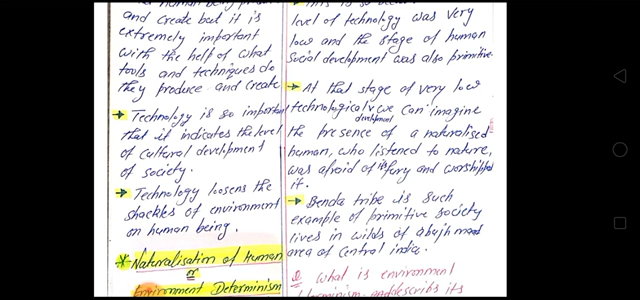 and create but it is
extremely important
with the help of what
tools and techniques do
they produce and create
→ Technology is so important
that it indicates the level
of cultural development
of society.
→ Technology loosens the
shackles of environment
on human being.
* Naturalisation of Human
or
Environment Determinism
level of technology was very
low and the stage of human
social development was also primitive.
→ At that stage of very low
technological development we can imagine
the presence of a naturalised
human, who listened to nature,
was afraid of its fury and worshipped
it.
→ Benda tribe is such
example of primitive society
lives in wilds of abujh maad
area of Central india.
Q What is environment
determinism and describe its